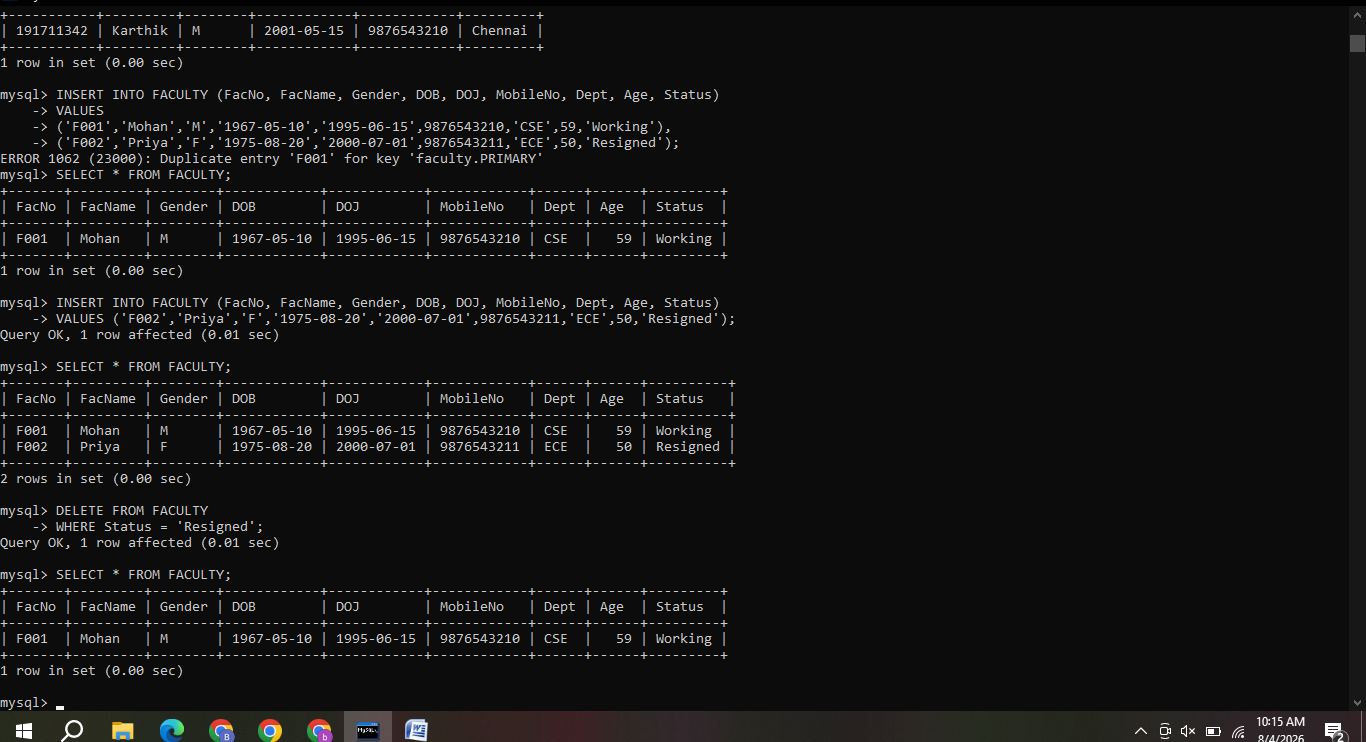 +-----------+---------+--------+------------+------------+---------+
| 191711342 | Karthik | M      | 2001-05-15 | 9876543210 | Chennai |
+-----------+---------+--------+------------+------------+---------+
1 row in set (0.00 sec)
mysql> INSERT INTO FACULTY (FacNo, FacName, Gender, DOB, DOJ, MobileNo, Dept, Age, Status)
    -> VALUES
    -> ('F001','Mohan','M','1967-05-10','1995-06-15',9876543210,'CSE',59,'Working'),
    -> ('F002','Priya','F','1975-08-20','2000-07-01',9876543211,'ECE',50,'Resigned');
ERROR 1062 (23000): Duplicate entry 'F001' for key 'faculty.PRIMARY'
mysql> SELECT * FROM FACULTY;
+-------+---------+--------+------------+------------+------------+------+------+---------+
| FacNo | FacName | Gender | DOB        | DOJ        | MobileNo   | Dept | Age  | Status  |
+-------+---------+--------+------------+------------+------------+------+------+---------+
| F001  | Mohan   | M      | 1967-05-10 | 1995-06-15 | 9876543210 | CSE  |   59 | Working |
+-------+---------+--------+------------+------------+------------+------+------+---------+
1 row in set (0.00 sec)
mysql> INSERT INTO FACULTY (FacNo, FacName, Gender, DOB, DOJ, MobileNo, Dept, Age, Status)
    -> VALUES ('F002','Priya','F','1975-08-20','2000-07-01',9876543211,'ECE',50,'Resigned');
Query OK, 1 row affected (0.01 sec)
mysql> SELECT * FROM FACULTY;
+-------+---------+--------+------------+------------+------------+------+------+----------+
| FacNo | FacName | Gender | DOB        | DOJ        | MobileNo   | Dept | Age  | Status   |
+-------+---------+--------+------------+------------+------------+------+------+----------+
| F001  | Mohan   | M      | 1967-05-10 | 1995-06-15 | 9876543210 | CSE  |   59 | Working  |
| F002  | Priya   | F      | 1975-08-20 | 2000-07-01 | 9876543211 | ECE  |   50 | Resigned |
+-------+---------+--------+------------+------------+------------+------+------+----------+
2 rows in set (0.00 sec)
mysql> DELETE FROM FACULTY
    -> WHERE Status = 'Resigned';
Query OK, 1 row affected (0.01 sec)
mysql> SELECT * FROM FACULTY;
+-------+---------+--------+------------+------------+------------+------+------+---------+
| FacNo | FacName | Gender | DOB        | DOJ        | MobileNo   | Dept | Age  | Status  |
+-------+---------+--------+------------+------------+------------+------+------+---------+
| F001  | Mohan   | M      | 1967-05-10 | 1995-06-15 | 9876543210 | CSE  |   59 | Working |
+-------+---------+--------+------------+------------+------------+------+------+---------+
1 row in set (0.00 sec)
mysql>
10:15 AM
8/4/2026
2